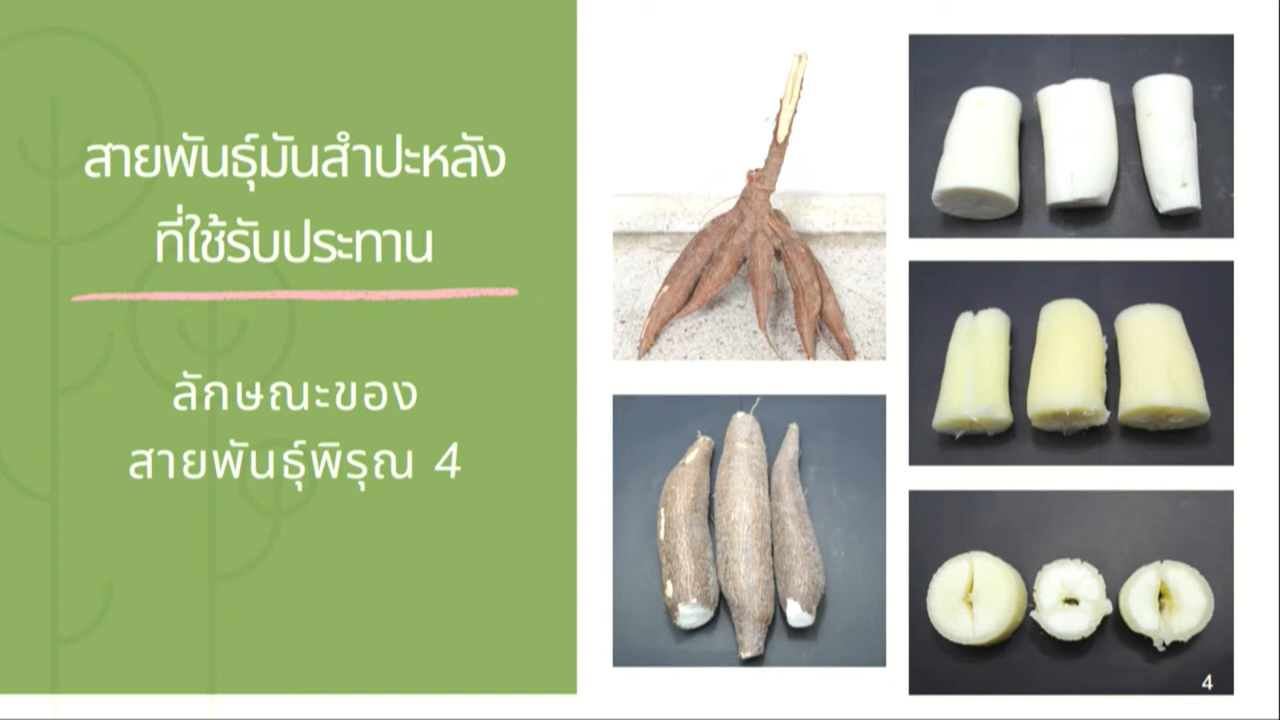 สายพันธุ์มันสำปะหลัง
ที่ใช้รับประทาน
ลักษณะของ
สายพันธุ์พิรุณ 4
4